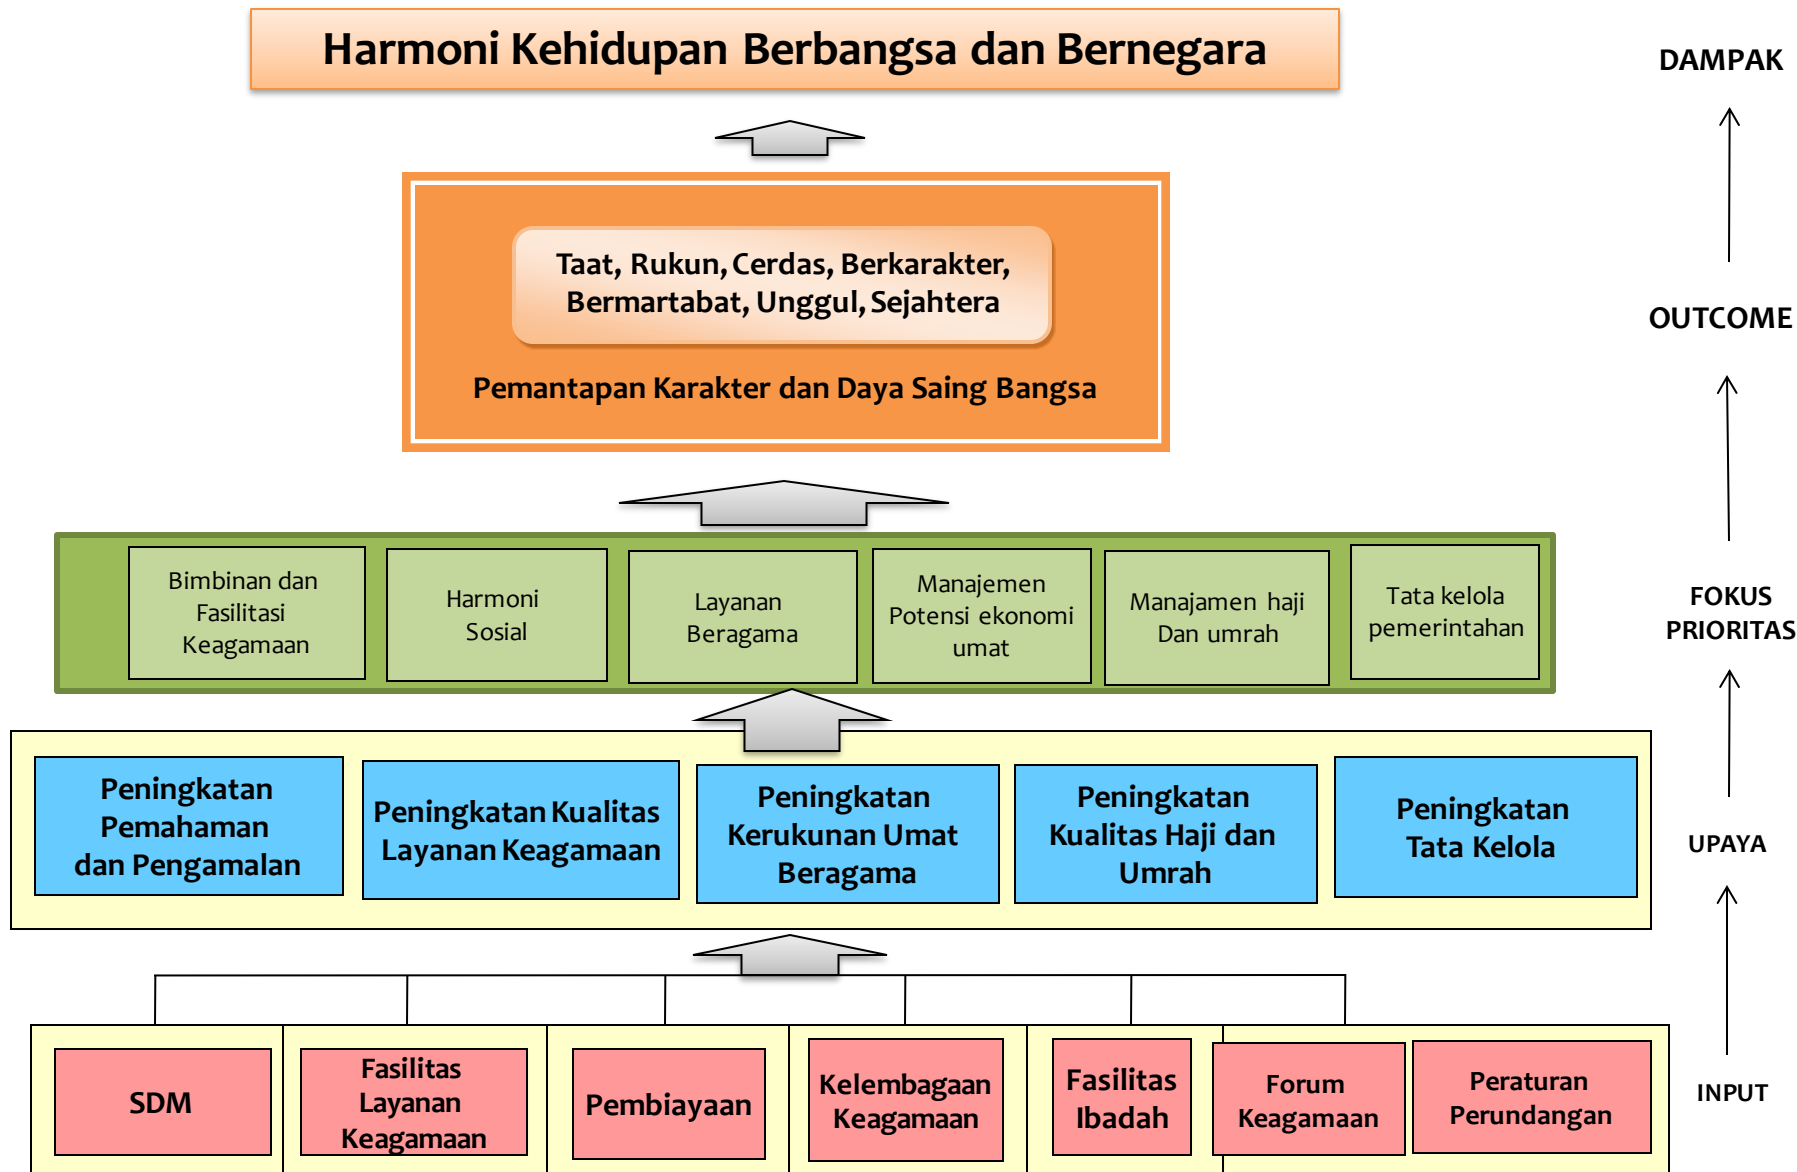 Harmoni Kehidupan Berbangsa dan Bernegara
DAMPAK
Taat, Rukun, Cerdas, Berkarakter,
Bermartabat, Unggul, Sejahtera
Pemantapan Karakter dan Daya Saing Bangsa
OUTCOME
Bimbinan dan
Fasilitasi
Keagamaan
Harmoni
Sosial
Layanan
Beragama
Manajemen
Potensi ekonomi
umat
Manajamen haji
Dan umrah
Tata kelola
pemerintahan
FOKUS
PRIORITAS
Peningkatan
Pemahaman
dan Pengamalan
Peningkatan Kualitas
Layanan Keagamaan
Peningkatan
Kerukunan Umat
Beragama
Peningkatan
Kualitas Haji dan
Umrah
Peningkatan
Tata Kelola
UPAYA
SDM
Fasilitas
Layanan
Keagamaan
Pembiayaan
Kelembagaan
Keagamaan
Fasilitas
Ibadah
Forum
Keagamaan
Peraturan
Perundangan
INPUT